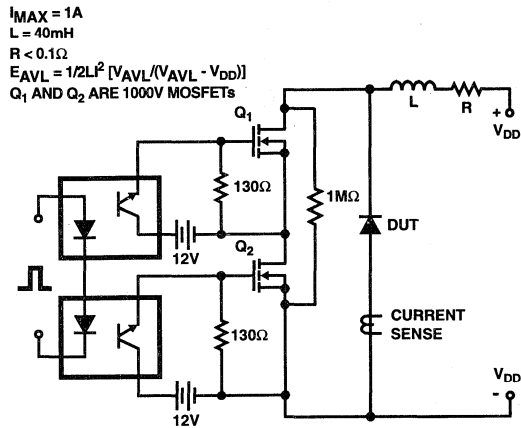 IMAX = 1A
L = 40mH
R < 0.1Ω
EAVL = 1/2LI² [VAVL/(VAVL - VDD)]
Q1 AND Q2 ARE 1000V MOSFETs
Q1
L
R
+
VDD
130Ω
1MΩ
12V
DUT
Q2
130Ω
CURRENT
SENSE
VDD
-
12V